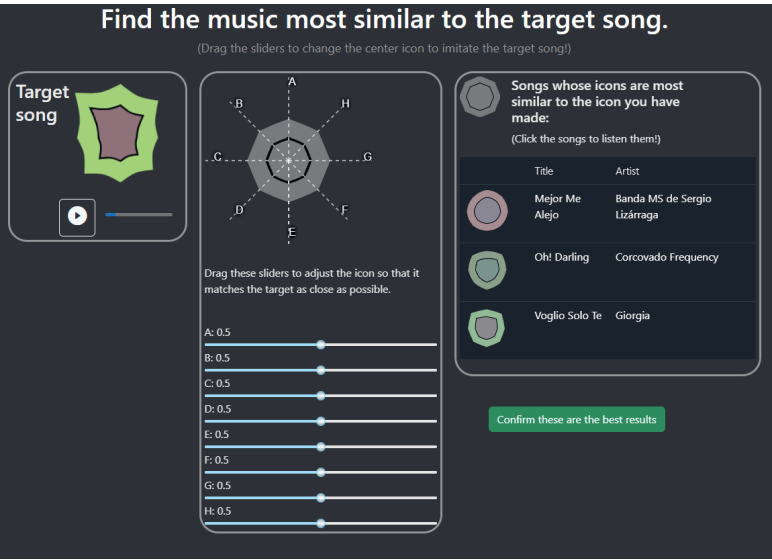 Find the music most similar to the target song.
(Drag the sliders to change the center icon to imitate the target song!)
Target
song
A
B
H
C
G
D
F
E
Drag these sliders to adjust the icon so that it
matches the target as close as possible.
A: 0.5
B: 0.5
C: 0.5
D: 0.5
E: 0.5
F: 0.5
G: 0.5
H: 0.5
Songs whose icons are most
similar to the icon you have
made:
(Click the songs to listen them!)
Title Artist
Mejor Me Banda MS de Sergio
Alejo Lizárraga
Oh! Darling Corcovado Frequency
Voglio Solo Te Giorgia
Confirm these are the best results